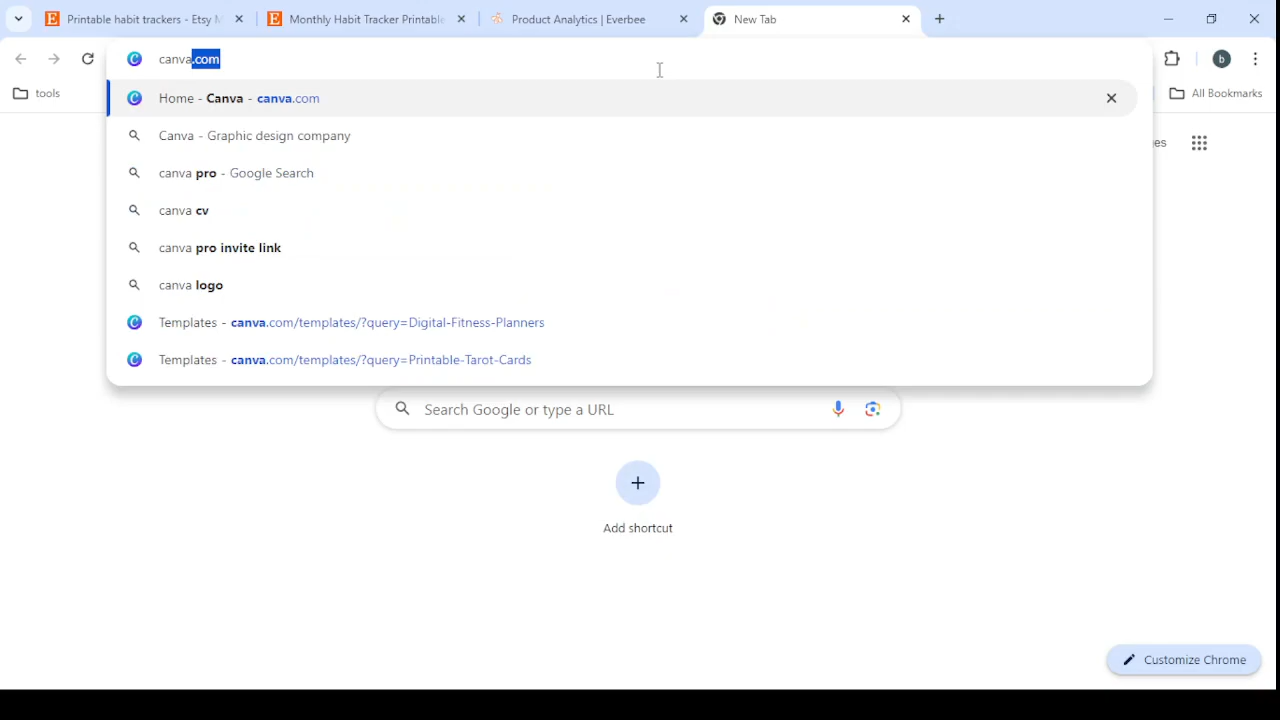 Printable habit trackers - Etsy M
Monthly Habit Tracker Printable
Product Analytics | Everbee
New Tab
canva.com
b
tools
All Bookmarks
Home - Canva - canva.com
Canva - Graphic design company
es
canva pro - Google Search
canva cv
canva pro invite link
canva logo
Templates - canva.com/templates/?query=Digital-Fitness-Planners
Templates - canva.com/templates/?query=Printable-Tarot-Cards
Search Google or type a URL
Add shortcut
Customize Chrome